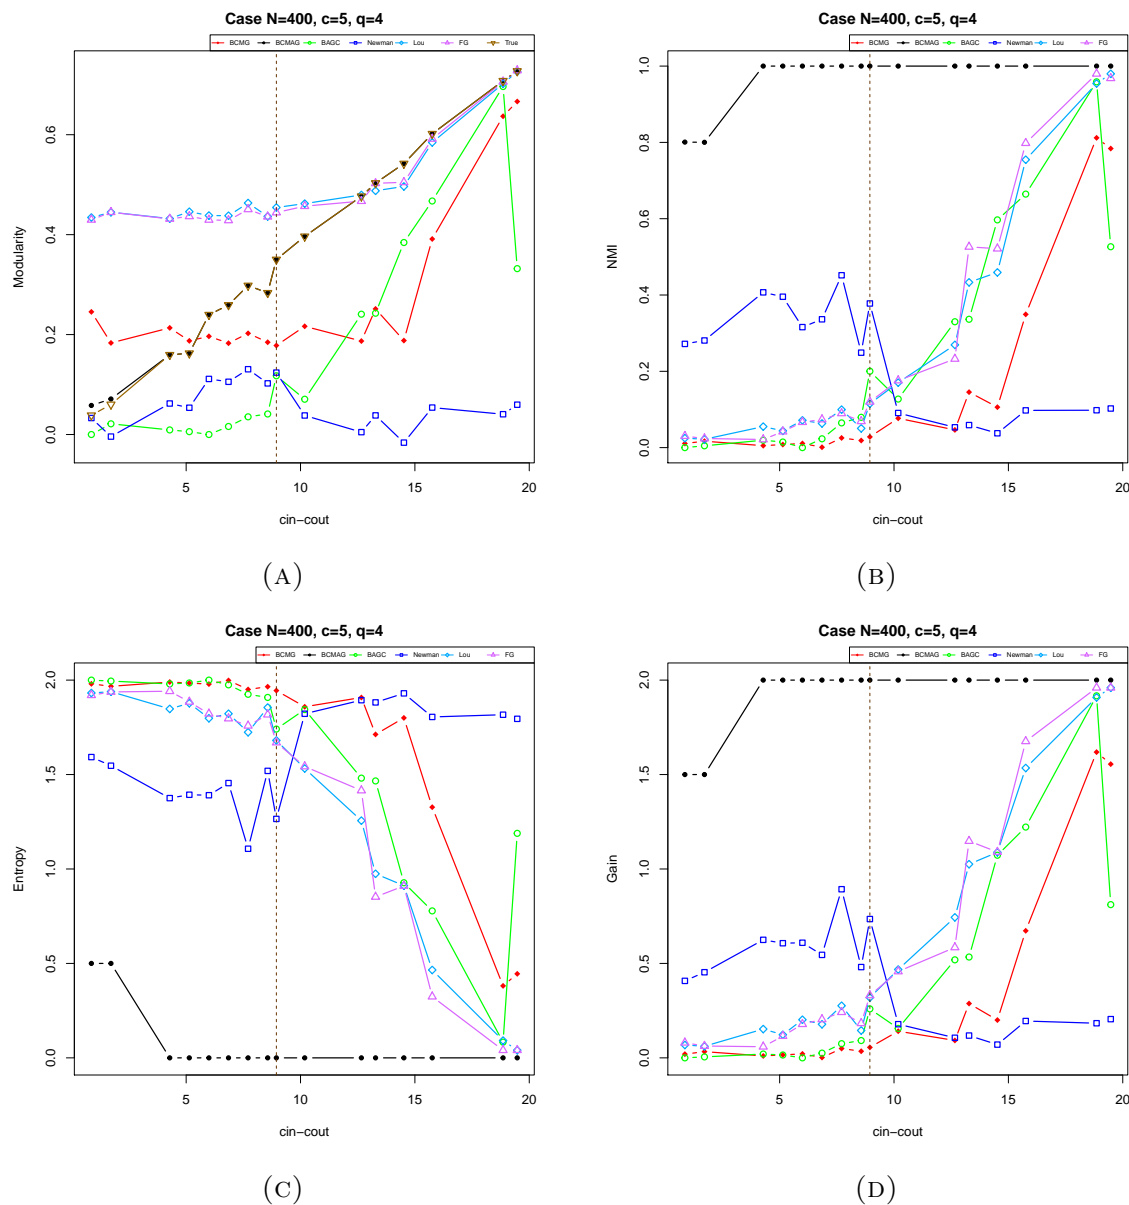 Case N=400, c=5, q=4
BCMG BCMAG BAGC Newman Lou FG True
Modularity
0.0 0.2 0.4 0.6
5 10 15 20
cin−cout
(A)
Case N=400, c=5, q=4
BCMG BCMAG BAGC Newman Lou FG
NMI
0.0 0.2 0.4 0.6 0.8 1.0
5 10 15 20
cin−cout
(B)
Case N=400, c=5, q=4
BCMG BCMAG BAGC Newman Lou FG
Entropy
0.0 0.5 1.0 1.5 2.0
5 10 15 20
cin−cout
(C)
Case N=400, c=5, q=4
BCMG BCMAG BAGC Newman Lou FG
Gain
0.0 0.5 1.0 1.5 2.0
5 10 15 20
cin−cout
(D)